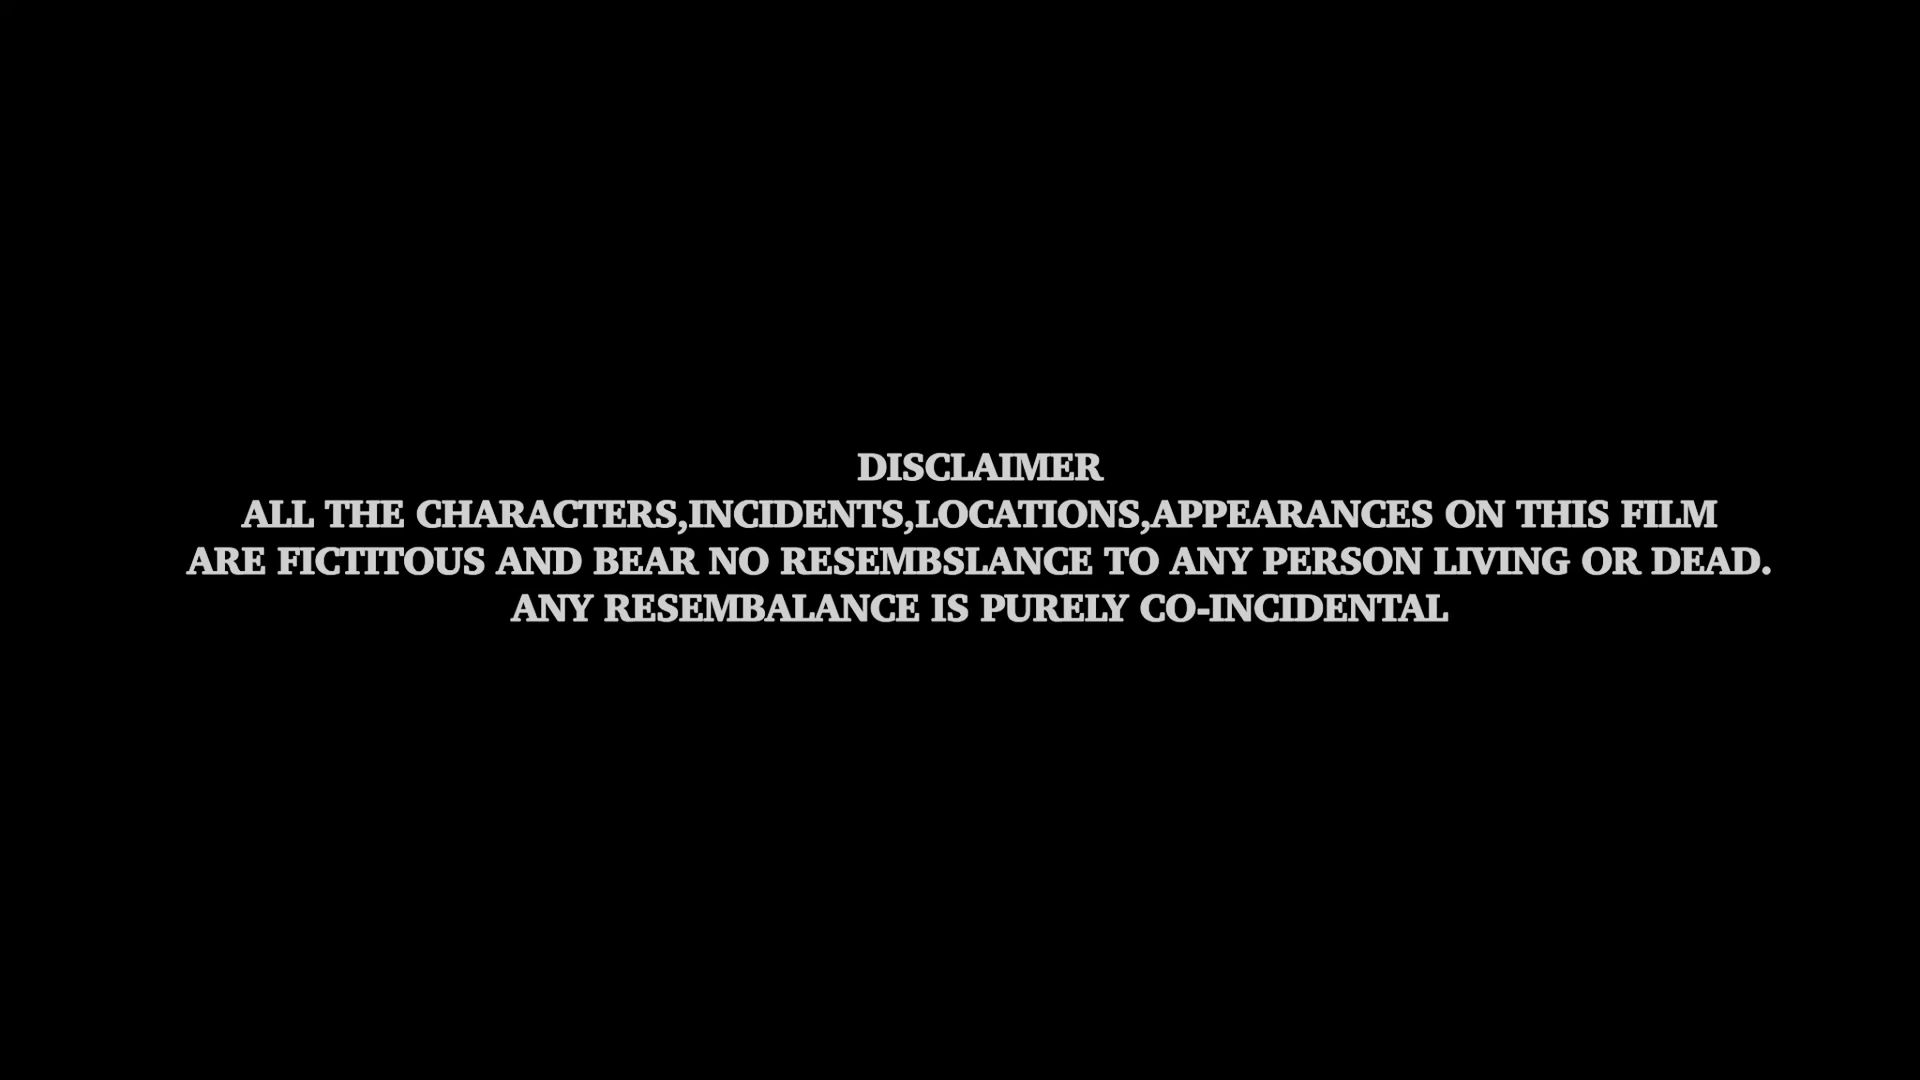 DISCLAIMER
ALL THE CHARACTERS,INCIDENTS,LOCATIONS,APPEARANCES ON THIS FILM
ARE FICTITOUS AND BEAR NO RESEMBSLANCE TO ANY PERSON LIVING OR DEAD.
ANY RESEMBALANCE IS PURELY CO-INCIDENTAL